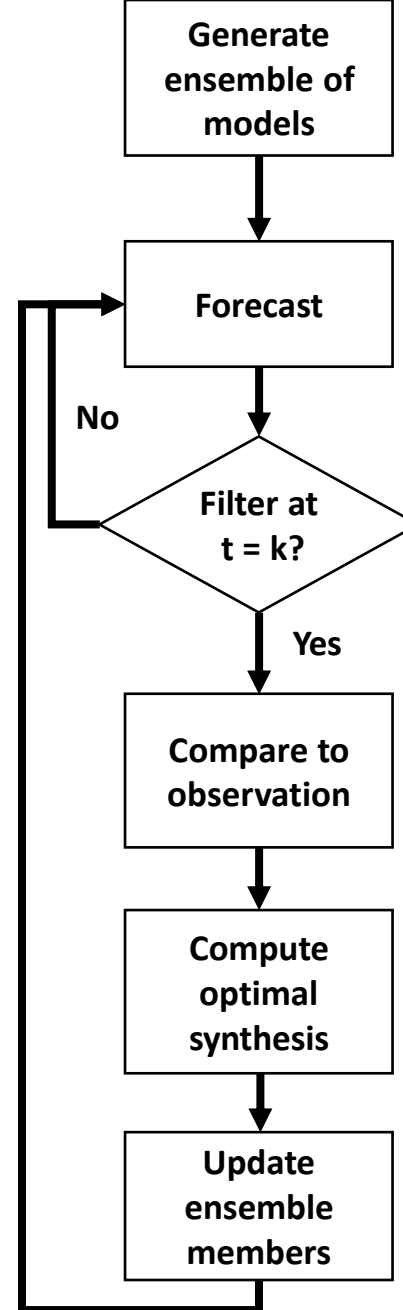 Generate
ensemble of
models
Forecast
No
Filter at
t = k?
Yes
Compare to
observation
Compute
optimal
synthesis
Update
ensemble
members